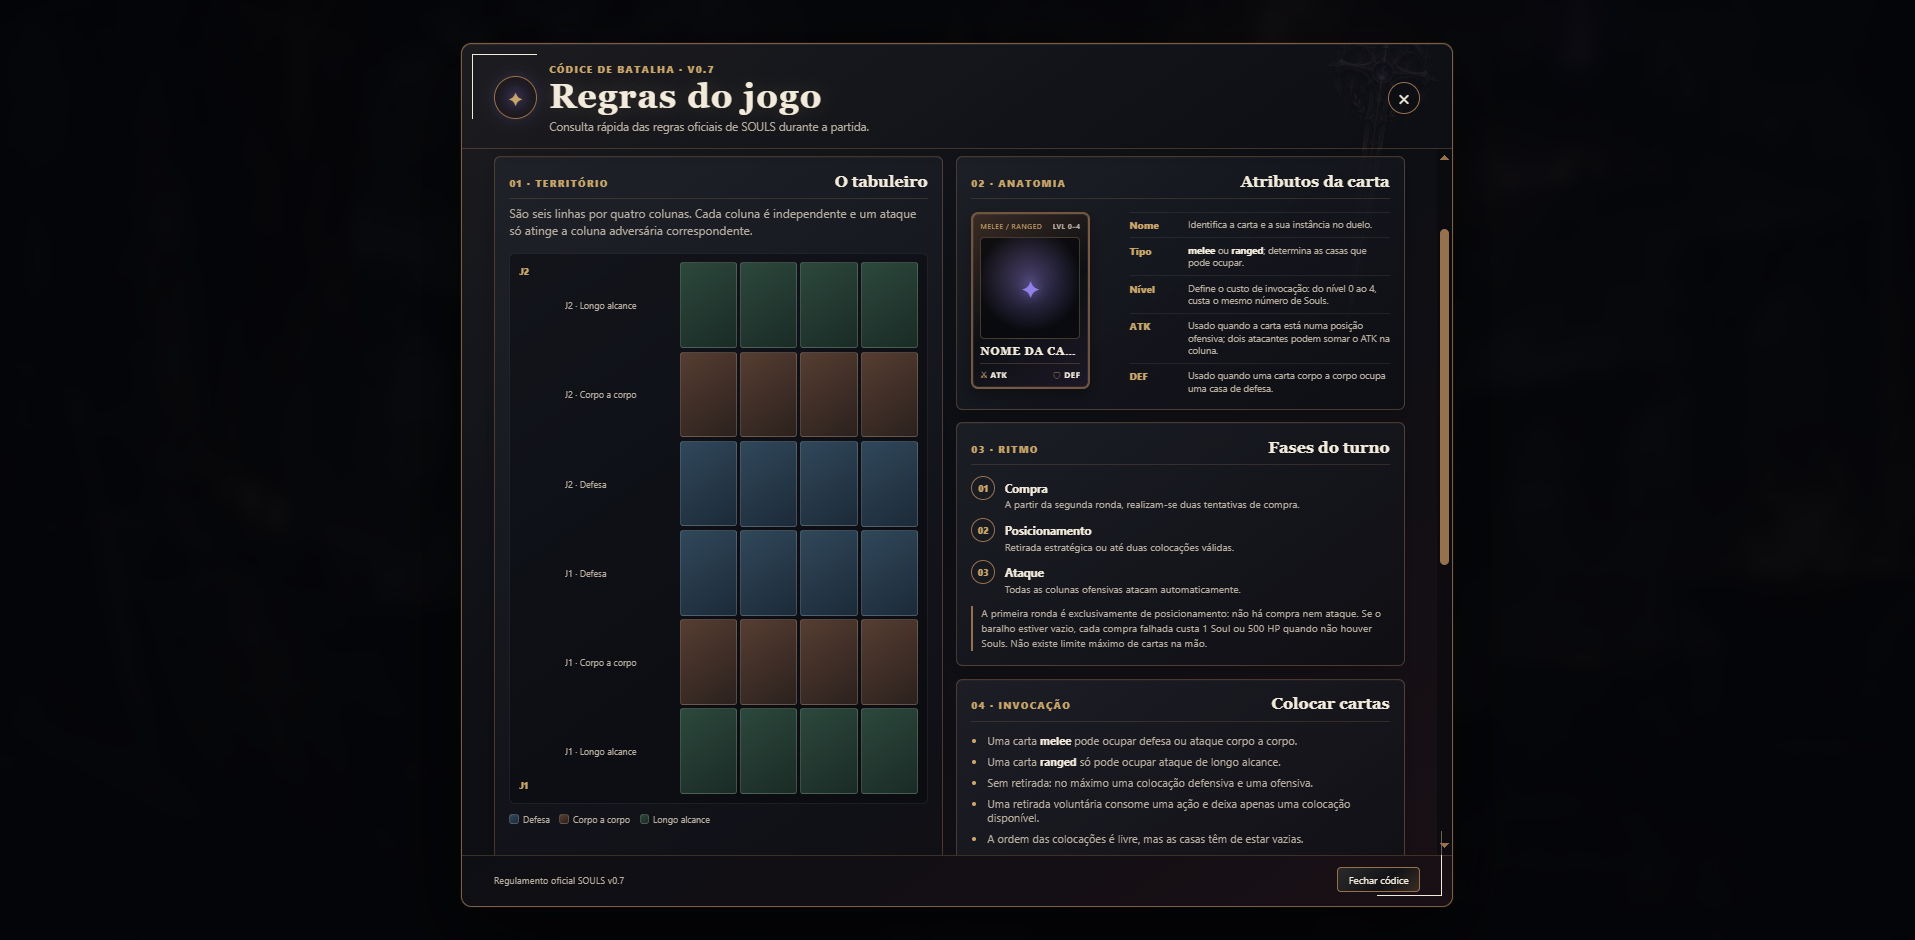 CÓDICE DE BATALHA · V0.7
Regras do jogo
Consulta rápida das regras oficiais de SOULS durante a partida.
01 · TERRITÓRIO
O tabuleiro
São seis linhas por quatro colunas. Cada coluna é independente e um ataque
só atinge a coluna adversária correspondente.
J2
J2 · Longo alcance
J2 · Corpo a corpo
J2 · Defesa
J1 · Defesa
J1 · Corpo a corpo
J1 · Longo alcance
J1
Defesa
Corpo a corpo
Longo alcance
02 · ANATOMIA
Atributos da carta
MELEE / RANGED
LVL 0–4
NOME DA CA...
ATK
DEF
Nome
Identifica a carta e a sua instância no duelo.
Tipo
melee ou ranged; determina as casas que
pode ocupar.
Nível
Define o custo de invocação: do nível 0 ao 4,
custa o mesmo número de Souls.
ATK
Usado quando a carta está numa posição
ofensiva; dois atacantes podem somar o ATK na
coluna.
DEF
Usado quando uma carta corpo a corpo ocupa
uma casa de defesa.
03 · RITMO
Fases do turno
01
Compra
A partir da segunda ronda, realizam-se duas tentativas de compra.
02
Posicionamento
Retirada estratégica ou até duas colocações válidas.
03
Ataque
Todas as colunas ofensivas atacam automaticamente.
A primeira ronda é exclusivamente de posicionamento: não há compra nem ataque. Se o
baralho estiver vazio, cada compra falhada custa 1 Soul ou 500 HP quando não houver
Souls. Não existe limite máximo de cartas na mão.
04 · INVOCAÇÃO
Colocar cartas
Uma carta melee pode ocupar defesa ou ataque corpo a corpo.
Uma carta ranged só pode ocupar ataque de longo alcance.
Sem retirada: no máximo uma colocação defensiva e uma ofensiva.
Uma retirada voluntária consome uma ação e deixa apenas uma colocação
disponível.
A ordem das colocações é livre, mas as casas têm de estar vazias.
Regulamento oficial SOULS v0.7
Fechar códice